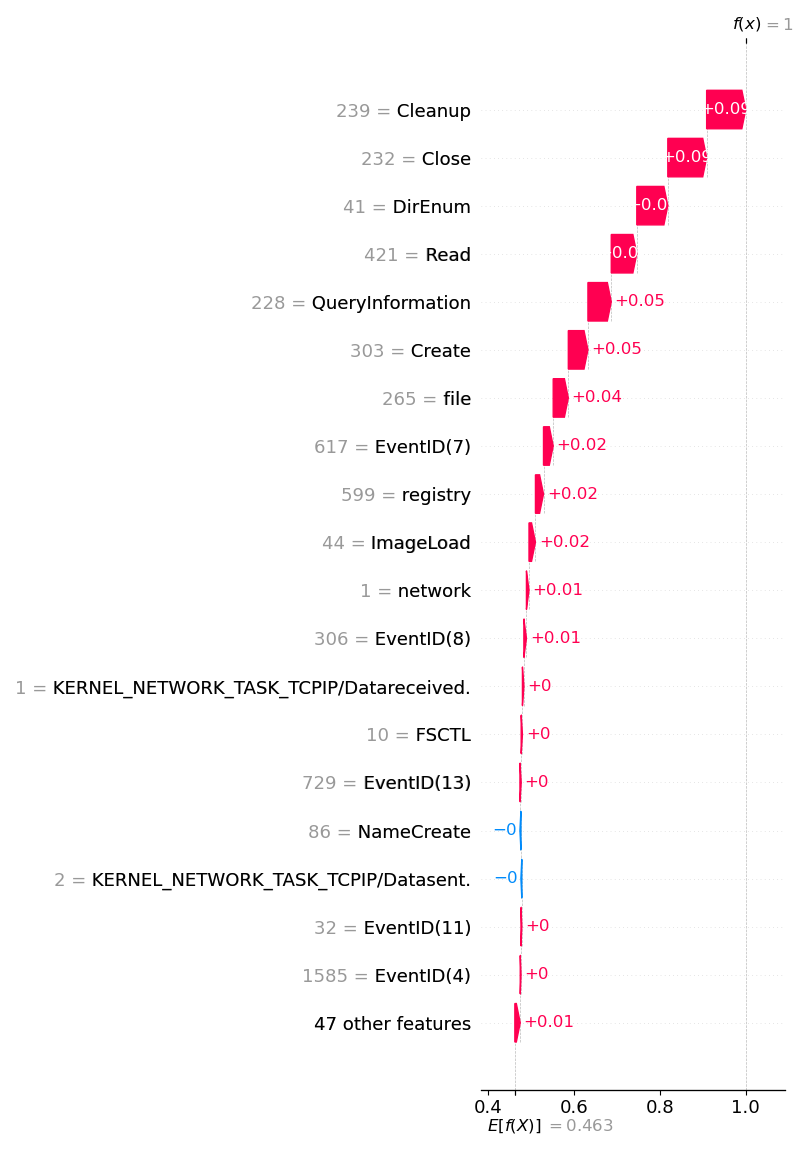 f(x) = 1
239 = Cleanup +0.09
232 = Close +0.09
41 = DirEnum
421 = Read
228 = QueryInformation +0.05
303 = Create +0.05
265 = file +0.04
617 = EventID(7) +0.02
599 = registry +0.02
44 = ImageLoad +0.02
1 = network +0.01
306 = EventID(8) +0.01
1 = KERNEL_NETWORK_TASK_TCPIP/Datareceived. +0
10 = FSCTL +0
729 = EventID(13) +0
86 = NameCreate −0
2 = KERNEL_NETWORK_TASK_TCPIP/Datasent. −0
32 = EventID(11) +0
1585 = EventID(4) +0
47 other features +0.01
0.4 0.6 0.8 1.0
E[f(X)] = 0.463